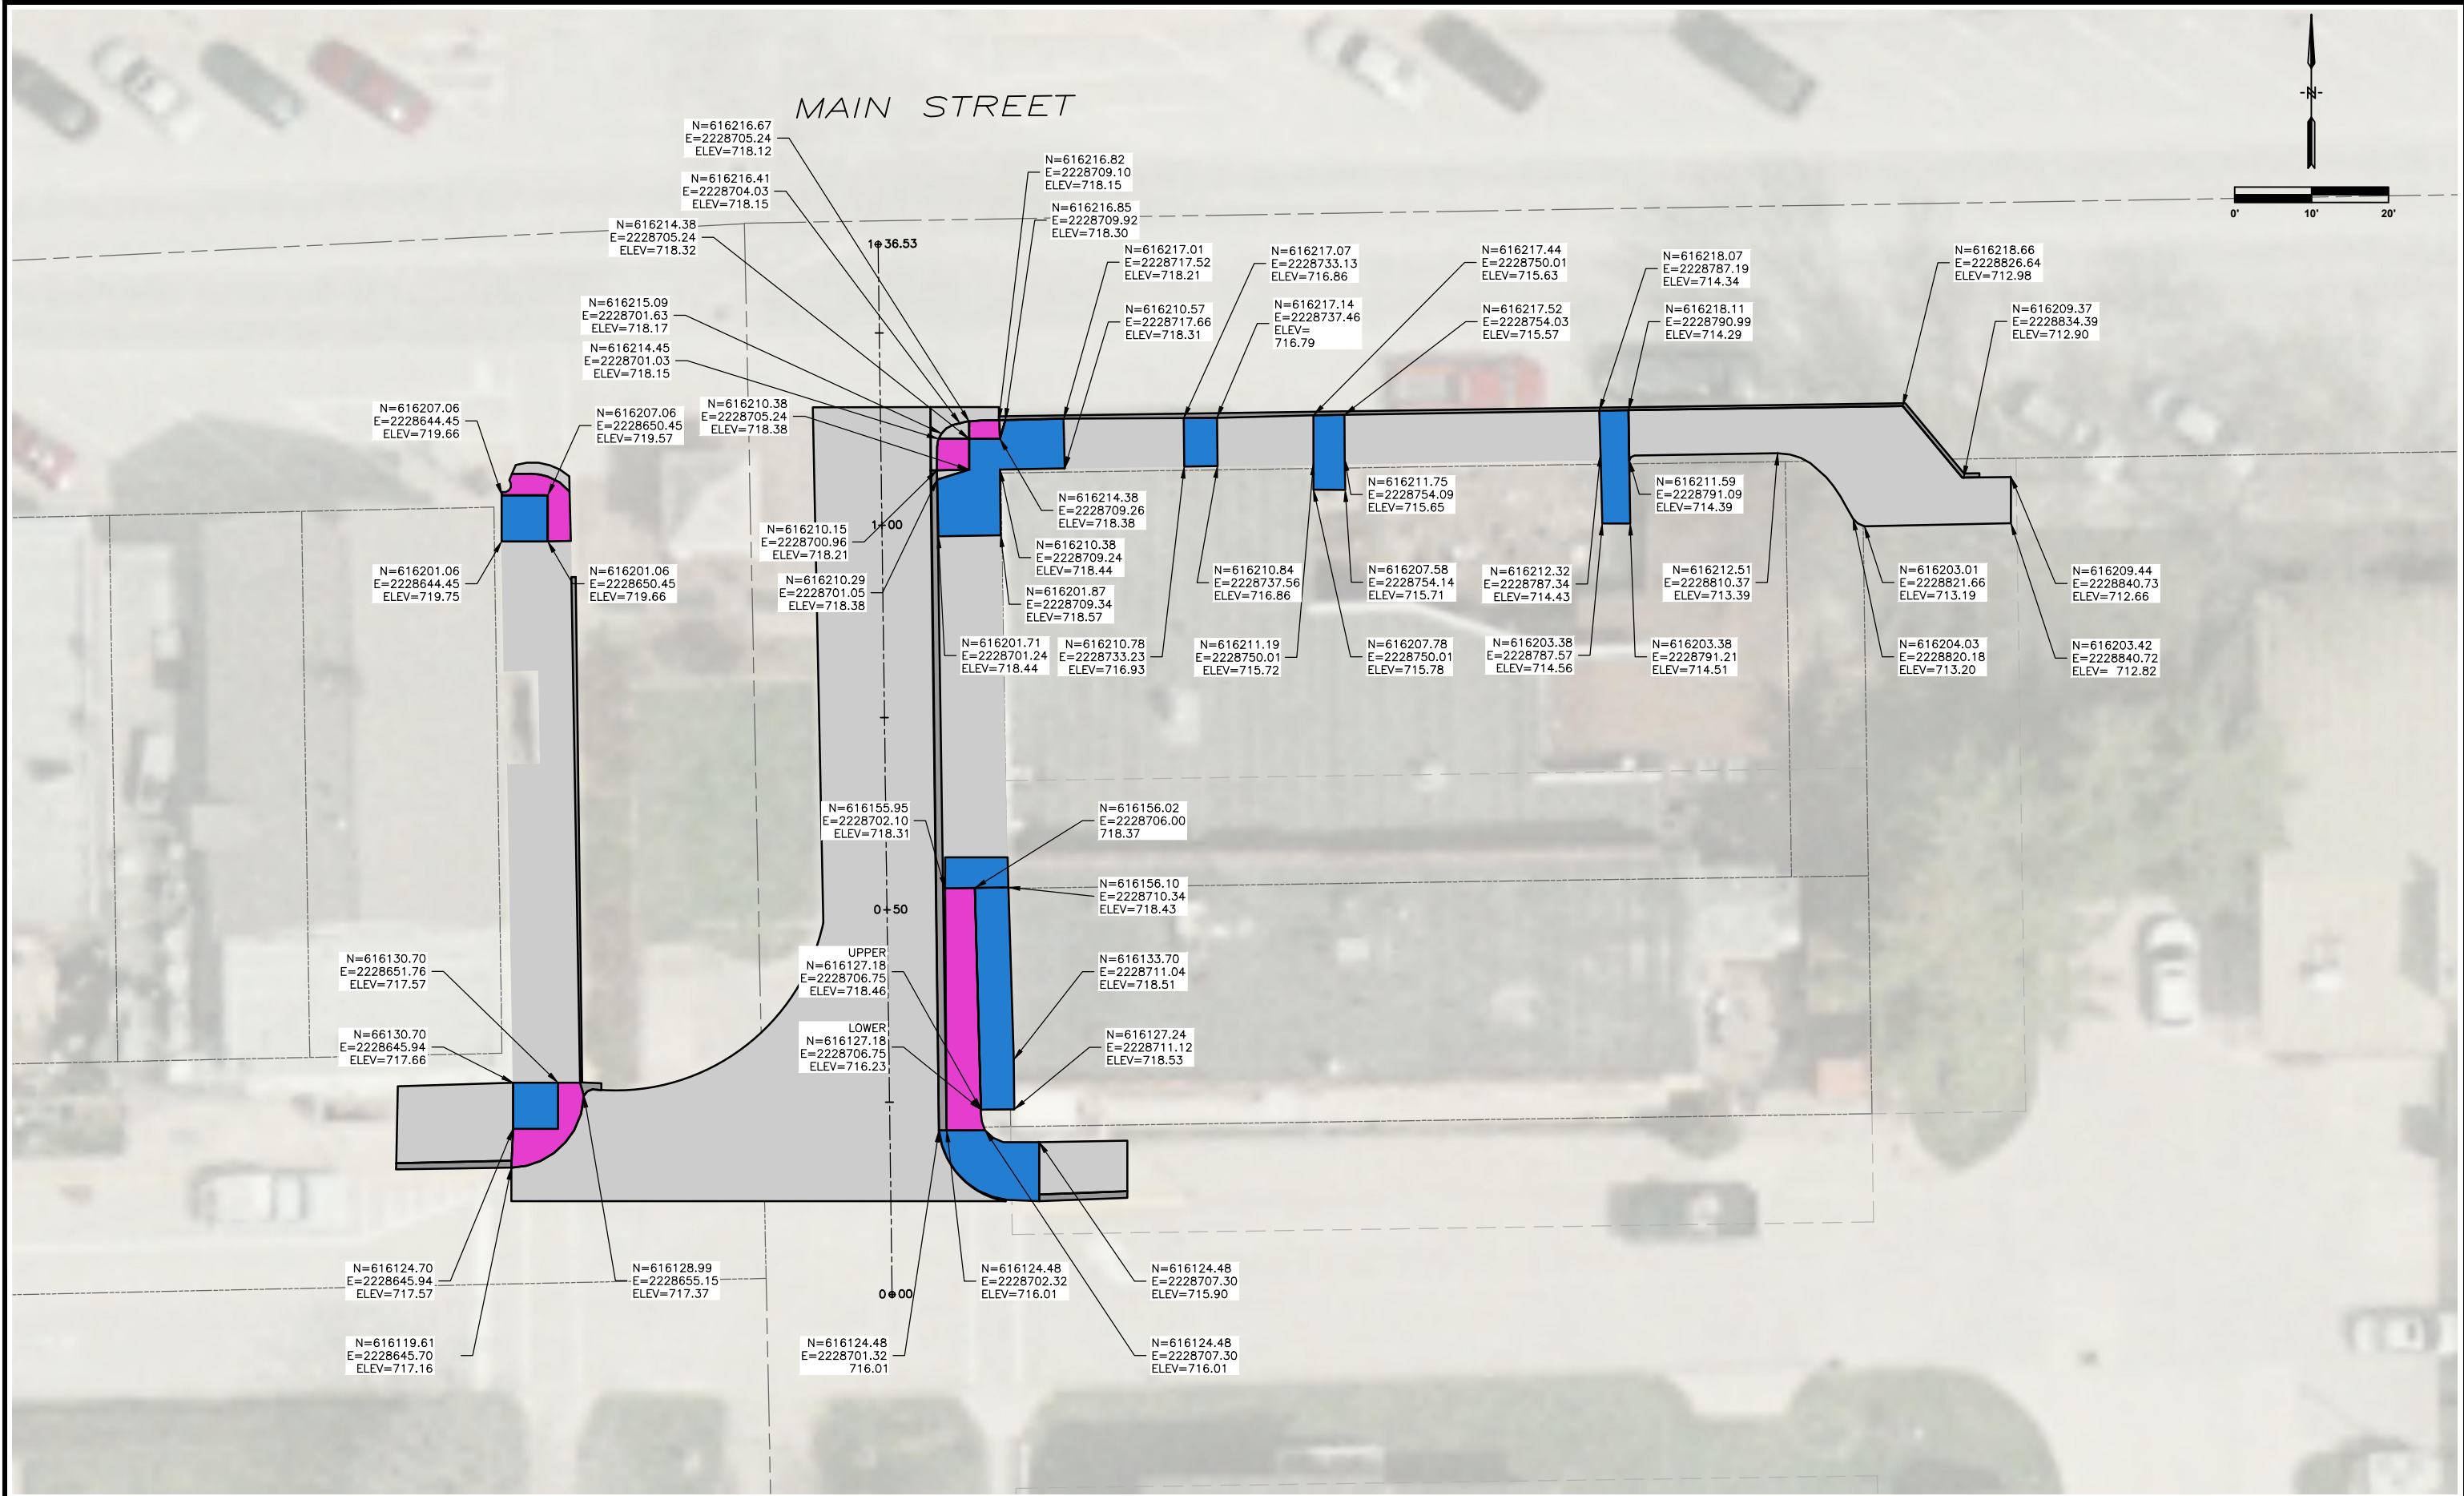 MAIN STREET
-N-
0' 10' 20'
N=616216.67
E=2228705.24
ELEV=718.12
N=616216.41
E=2228704.03
ELEV=718.15
N=616214.38
E=2228705.24
ELEV=718.32
N=616215.09
E=2228701.63
ELEV=718.17
N=616214.45
E=2228701.03
ELEV=718.15
N=616210.38
E=2228705.24
ELEV=718.38
1+36.53
N=616216.82
E=2228709.10
ELEV=718.15
N=616216.85
E=2228709.92
ELEV=718.30
N=616217.01
E=2228717.52
ELEV=718.21
N=616210.57
E=2228717.66
ELEV=718.31
N=616217.07
E=2228733.13
ELEV=716.86
N=616217.14
E=2228737.46
ELEV=
716.79
N=616217.44
E=2228750.01
ELEV=715.63
N=616217.52
E=2228754.03
ELEV=715.57
N=616218.07
E=2228787.19
ELEV=714.34
N=616218.11
E=2228790.99
ELEV=714.29
N=616218.66
E=2228826.64
ELEV=712.98
N=616209.37
E=2228834.39
ELEV=712.90
N=616207.06
E=2228644.45
ELEV=719.66
N=616207.06
E=2228650.45
ELEV=719.57
N=616201.06
E=2228644.45
ELEV=719.75
N=616201.06
E=2228650.45
ELEV=719.66
1+00
N=616210.15
E=2228700.96
ELEV=718.21
N=616210.29
E=2228701.05
ELEV=718.38
N=616214.38
E=2228709.26
ELEV=718.38
N=616210.38
E=2228709.24
ELEV=718.44
N=616201.87
E=2228709.34
ELEV=718.57
N=616201.71
E=2228701.24
ELEV=718.44
N=616210.78
E=2228733.23
ELEV=716.93
N=616210.84
E=2228737.56
ELEV=716.86
N=616211.19
E=2228750.01
ELEV=715.72
N=616211.75
E=2228754.09
ELEV=715.65
N=616207.58
E=2228754.14
ELEV=715.71
N=616207.78
E=2228750.01
ELEV=715.78
N=616212.32
E=2228787.34
ELEV=714.43
N=616203.38
E=2228787.57
ELEV=714.56
N=616211.59
E=2228791.09
ELEV=714.39
N=616212.51
E=2228810.37
ELEV=713.39
N=616203.38
E=2228791.21
ELEV=714.51
N=616203.01
E=2228821.66
ELEV=713.19
N=616204.03
E=2228820.18
ELEV=713.20
N=616209.44
E=2228840.73
ELEV=712.66
N=616203.42
E=2228840.72
ELEV= 712.82
N=616155.95
E=2228702.10
ELEV=718.31
N=616156.02
E=2228706.00
718.37
N=616156.10
E=2228710.34
ELEV=718.43
0+50
UPPER
N=616127.18
E=2228706.75
ELEV=718.46
LOWER
N=616127.18
E=2228706.75
ELEV=716.23
N=616133.70
E=2228711.04
ELEV=718.51
N=616127.24
E=2228711.12
ELEV=718.53
N=616130.70
E=2228651.76
ELEV=717.57
N=66130.70
E=2228645.94
ELEV=717.66
N=616124.70
E=2228645.94
ELEV=717.57
N=616128.99
E=2228655.15
ELEV=717.37
N=616119.61
E=2228645.70
ELEV=717.16
0+00
N=616124.48
E=2228702.32
ELEV=716.01
N=616124.48
E=2228707.30
ELEV=715.90
N=616124.48
E=2228701.32
716.01
N=616124.48
E=2228707.30
ELEV=716.01